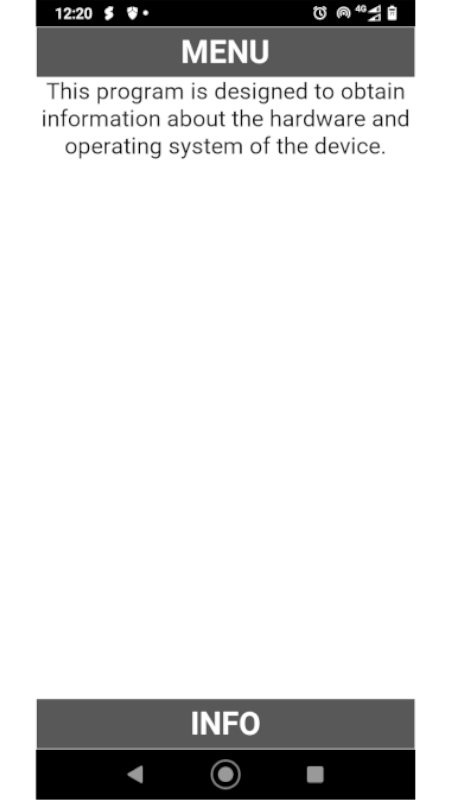 12:20
4G
MENU
This program is designed to obtain
information about the hardware and
operating system of the device.
INFO